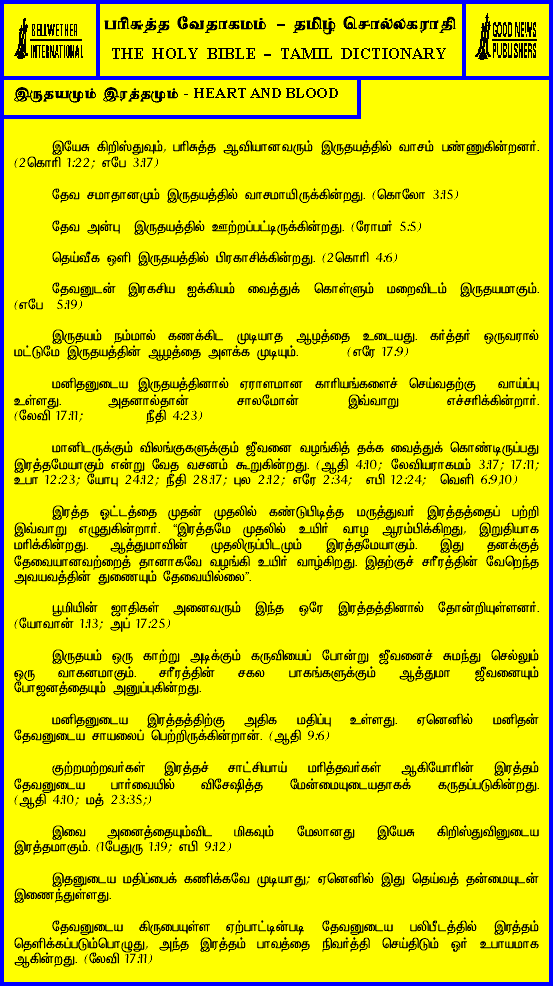 BELLWETHER
INTERNATIONAL
பரிசுத்த வேதாகமம் – தமிழ் சொல்லகராதி
THE HOLY BIBLE – TAMIL DICTIONARY
GOOD NEWS
PUBLISHERS
இருதயமும் இரத்தமும் - HEART AND BLOOD
இயேசு கிறிஸ்துவும், பரிசுத்த ஆவியானவரும் இருதயத்தில் வாசம் பண்ணுகின்றனர்.
(2கொரி 1:22; எபே 3:17)
தேவ சமாதானமும் இருதயத்தில் வாசமாயிருக்கின்றது. (கொலோ 3:15)
தேவ அன்பு இருதயத்தில் ஊற்றப்பட்டிருக்கின்றது. (ரோமர் 5:5)
தெய்வீக ஒளி இருதயத்தில் பிரகாசிக்கின்றது. (2கொரி 4:6)
தேவனுடன் இரகசிய ஐக்கியம் வைத்துக் கொள்ளும் மறைவிடம் இருதயமாகும்.
(எபே 5:19)
இருதயம் நம்மால் கணக்கிட முடியாத ஆழத்தை உடையது. கர்த்தர் ஒருவரால்
மட்டுமே இருதயத்தின் ஆழத்தை அளக்க முடியும். (எரே 17:9)
மனிதனுடைய இருதயத்தினால் ஏராளமான காரியங்களைச் செய்வதற்கு வாய்ப்பு
உள்ளது. அதனால்தான் சாலமோன் இவ்வாறு எச்சரிக்கின்றார்.
(லேவி 17:11; நீதி 4:23)
மானிடருக்கும் விலங்குகளுக்கும் ஜீவனை வழங்கித் தக்க வைத்துக் கொண்டிருப்பது
இரத்தமேயாகும் என்று வேத வசனம் கூறுகின்றது. (ஆதி 4:10; லேவியராகமம் 3:17; 17:11;
உபா 12:23; யோபு 24:12; நீதி 28:17; புல 2:12; எரே 2:34; எபி 12:24; வெளி 6:9,10)
இரத்த ஓட்டத்தை முதன் முதலில் கண்டுபிடித்த மருத்துவர் இரத்தத்தைப் பற்றி
இவ்வாறு எழுதுகின்றார். “இரத்தமே முதலில் உயிர் வாழ ஆரம்பிக்கிறது, இறுதியாக
மரிக்கின்றது. ஆத்துமாவின் முதலிருப்பிடமும் இரத்தமேயாகும். இது தனக்குத்
தேவையானவற்றைத் தானாகவே வழங்கி உயிர் வாழ்கிறது. இதற்குச் சரீரத்தின் வேறெந்த
அவயவத்தின் துணையும் தேவையில்லை”.
பூமியின் ஜாதிகள் அனைவரும் இந்த ஒரே இரத்தத்தினால் தோன்றியுள்ளனர்.
(யோவான் 1:13; அப் 17:25)
இருதயம் ஒரு காற்று அடிக்கும் கருவியைப் போன்று ஜீவனைச் சுமந்து செல்லும்
ஒரு வாகனமாகும். சரீரத்தின் சகல பாகங்களுக்கும் ஆத்துமா ஜீவனையும்
போஜனத்தையும் அனுப்புகின்றது.
மனிதனுடைய இரத்தத்திற்கு அதிக மதிப்பு உள்ளது. ஏனெனில் மனிதன்
தேவனுடைய சாயலைப் பெற்றிருக்கின்றான். (ஆதி 9:6)
குற்றமற்றவர்கள் இரத்தச் சாட்சியாய் மரித்தவர்கள் ஆகியோரின் இரத்தம்
தேவனுடைய பார்வையில் விசேஷித்த மேன்மையுடையதாகக் கருதப்படுகின்றது.
(ஆதி 4:10; மத் 23:35;)
இவை அனைத்தையும்விட மிகவும் மேலானது இயேசு கிறிஸ்துவினுடைய
இரத்தமாகும். (1பேதுரு 1:19; எபி 9:12)
இதனுடைய மதிப்பைக் கணிக்கவே முடியாது; ஏனெனில் இது தெய்வத் தன்மையுடன்
இணைந்துள்ளது.
தேவனுடைய கிருபையுள்ள ஏற்பாட்டின்படி தேவனுடைய பலிபீடத்தில் இரத்தம்
தெளிக்கப்படும்பொழுது, அந்த இரத்தம் பாவத்தை நிவர்த்தி செய்திடும் ஓர் உபாயமாக
ஆகின்றது. (லேவி 17:11)